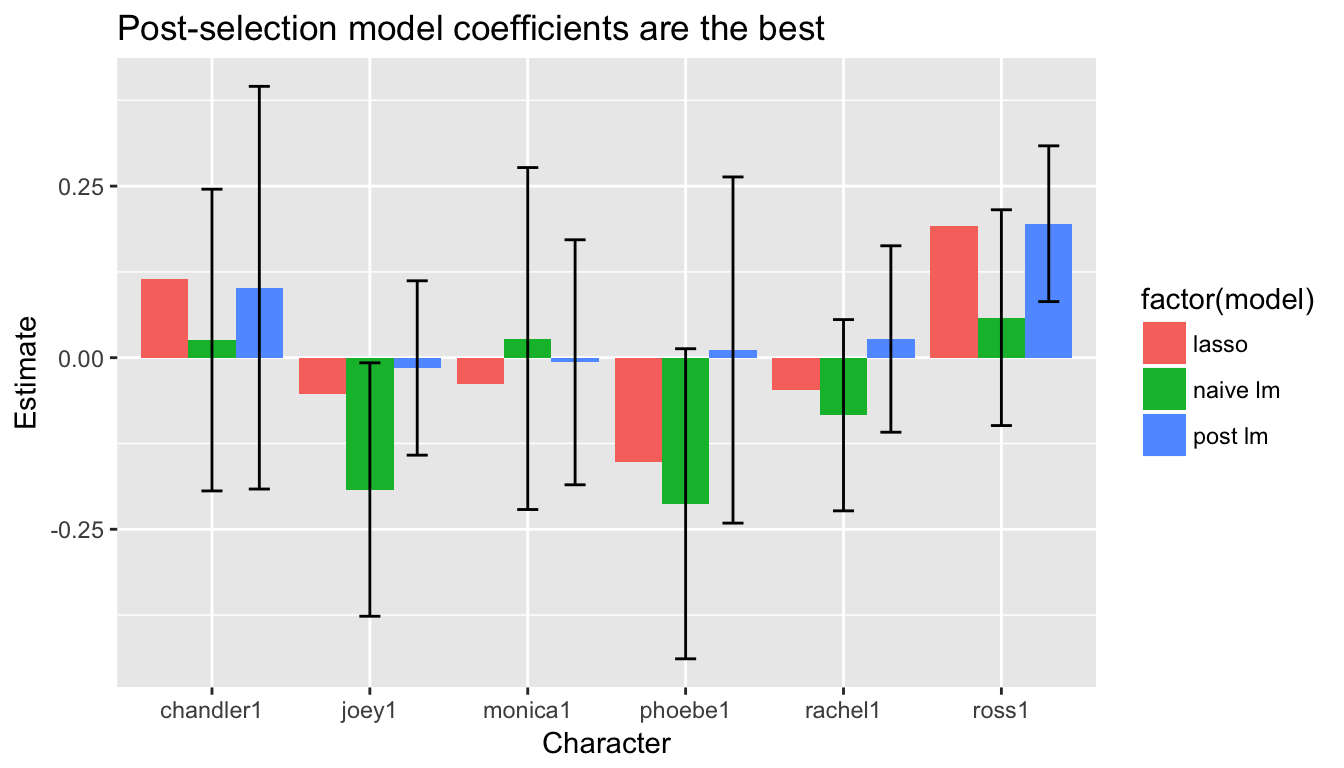 Post-selection model coefficients are the best
0.25
0.00
-0.25
Estimate
chandler1
joey1
monica1
phoebe1
rachel1
ross1
Character
factor(model)
lasso
naive lm
post lm